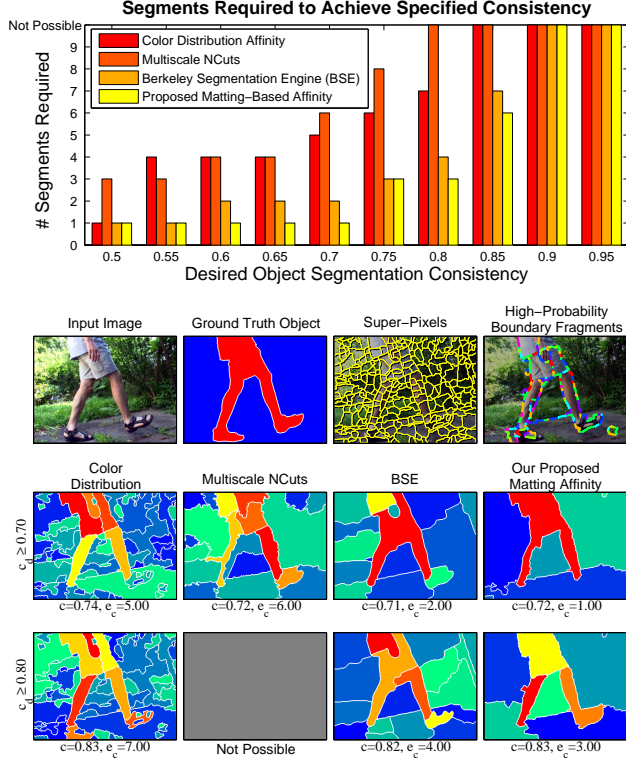 Segments Required to Achieve Specified Consistency
Not Possible
9
8
7
6
5
4
3
2
1
0
# Segments Required
Color Distribution Affinity
Multiscale NCuts
Berkeley Segmentation Engine (BSE)
Proposed Matting−Based Affinity
0.5 0.55 0.6 0.65 0.7 0.75 0.8 0.85 0.9 0.95
Desired Object Segmentation Consistency
Input Image
Ground Truth Object
Super−Pixels
High−Probability
Boundary Fragments
Color
Distribution
Multiscale NCuts
BSE
Our Proposed
Matting Affinity
c_d ≥ 0.70
c=0.74, e_c=5.00
c=0.72, e_c=6.00
c=0.71, e_c=2.00
c=0.72, e_c=1.00
c_d ≥ 0.80
c=0.83, e_c=7.00
Not Possible
c=0.82, e_c=4.00
c=0.83, e_c=3.00